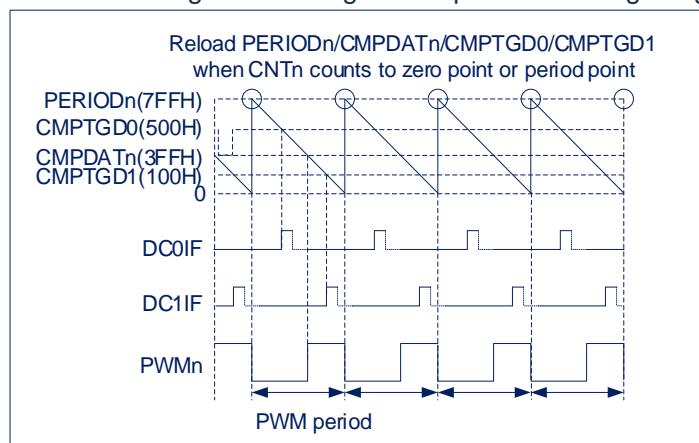 Reload PERIODn/CMPDATn/CMPTGD0/CMPTGD1
when CNTn counts to zero point or period point
PERIODn(7FFH)
CMPTGD0(500H)
CMPDATn(3FFH)
CMPTGD1(100H)
0
DC0IF
DC1IF
PWMn
PWM period